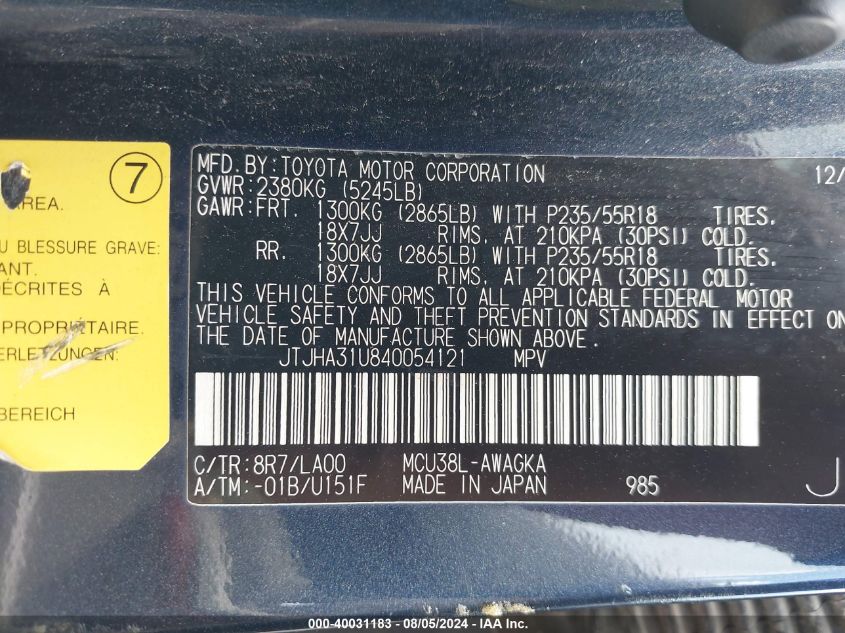 7
AREA.
U BLESSURE GRAVE:
ANT.
DÉCRITES À
PROPRIÉTAIRE.
ERLETZUNGEN:
BEREICH
MFD. BY: TOYOTA MOTOR CORPORATION 12/
GVWR: 2380KG (5245LB)
GAWR: FRT. 1300KG (2865LB) WITH P235/55R18 TIRES,
18X7JJ RIMS, AT 210KPA (30PSI) COLD.
RR. 1300KG (2865LB) WITH P235/55R18 TIRES,
18X7JJ RIMS, AT 210KPA (30PSI) COLD.
THIS VEHICLE CONFORMS TO ALL APPLICABLE FEDERAL MOTOR
VEHICLE SAFETY AND THEFT PREVENTION STANDARDS IN EFFECT ON
THE DATE OF MANUFACTURE SHOWN ABOVE.
JTJHA31U840054121 MPV
C/TR: 8R7/LA00 MCU38L-AWAGKA
A/TM: -01B/U151F MADE IN JAPAN 985 J
000-40031183 - 08/05/2024 - IAA Inc.